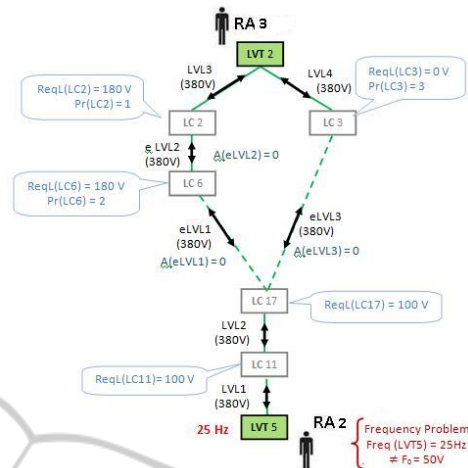 RA 3
LVT 2
LVL3
(380V)
LVL4
(380V)
ReqL(LC2) = 180 V
Pr(LC2) = 1
ReqL(LC3) = 0 V
Pr(LC3) = 3
LC 2
LC 3
eLVL2
(380V)
A(eLVL2) = 0
LC 6
ReqL(LC6) = 180 V
Pr(LC6) = 2
eLVL1
(380V)
eLVL3
(380V)
A(eLVL1) = 0
A(eLVL3) = 0
LC 17
ReqL(LC17) = 100 V
LVL2
(380V)
LC 11
ReqL(LC11) = 100 V
LVL1
(380V)
25 Hz
LVT 5
RA 2
Frequency Problem
Freq (LVT5) = 25Hz
≠ F₀ = 50V